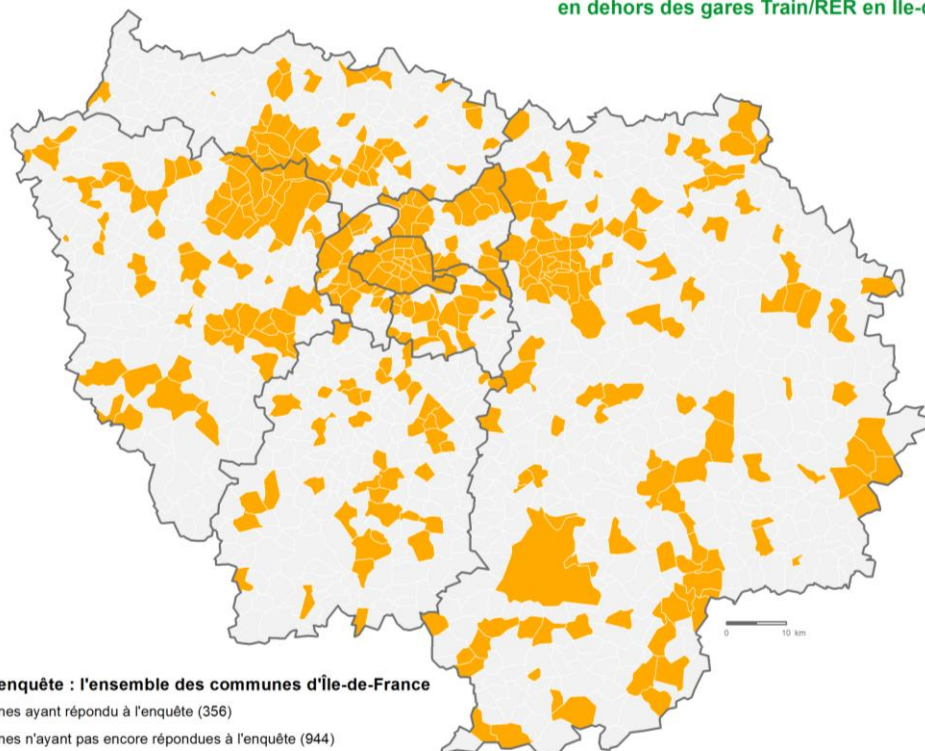 en dehors des gares Train/RER en Ile-d
0 10 km
enquête : l'ensemble des communes d'Île-de-France
nes ayant répondu à l'enquête (356)
nes n'ayant pas encore répondues à l'enquête (944)